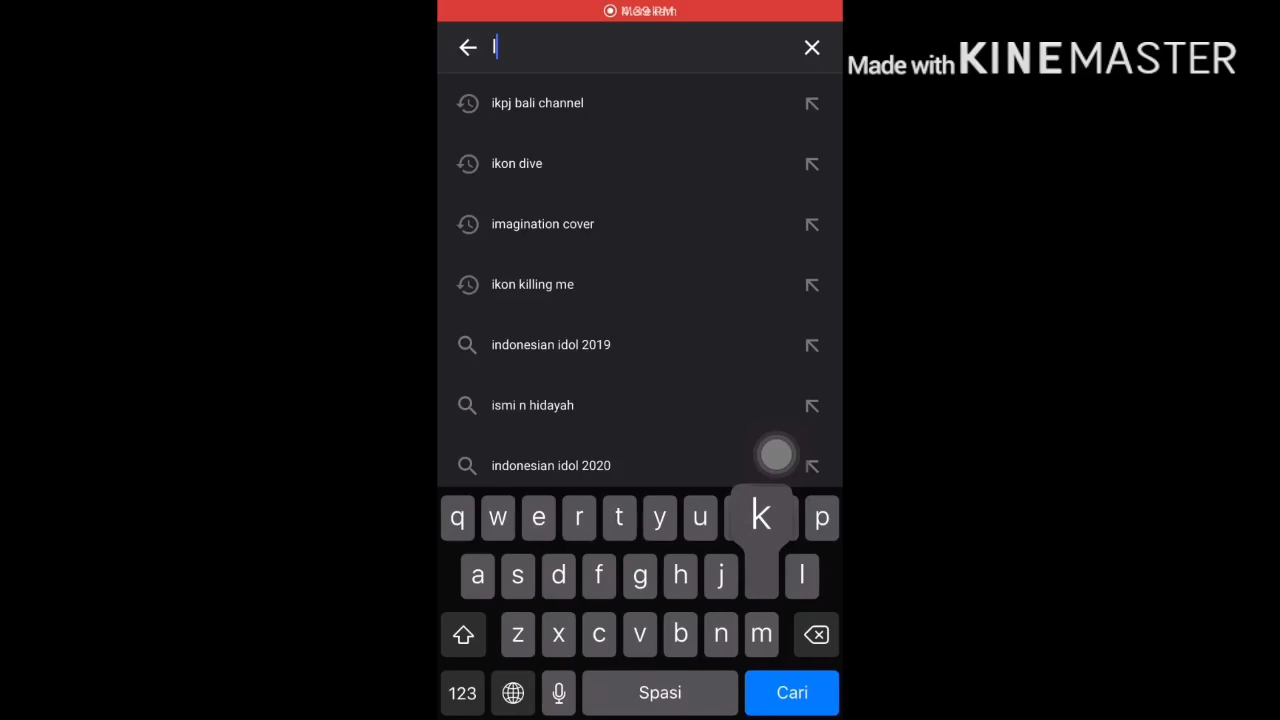 I
Made with KINEMASTER
ikpj bali channel
ikon dive
imagination cover
ikon killing me
indonesian idol 2019
ismi n hidayah
indonesian idol 2020
q w e r t y u k p
a s d f g h j l
z x c v b n m
123 Spasi Cari